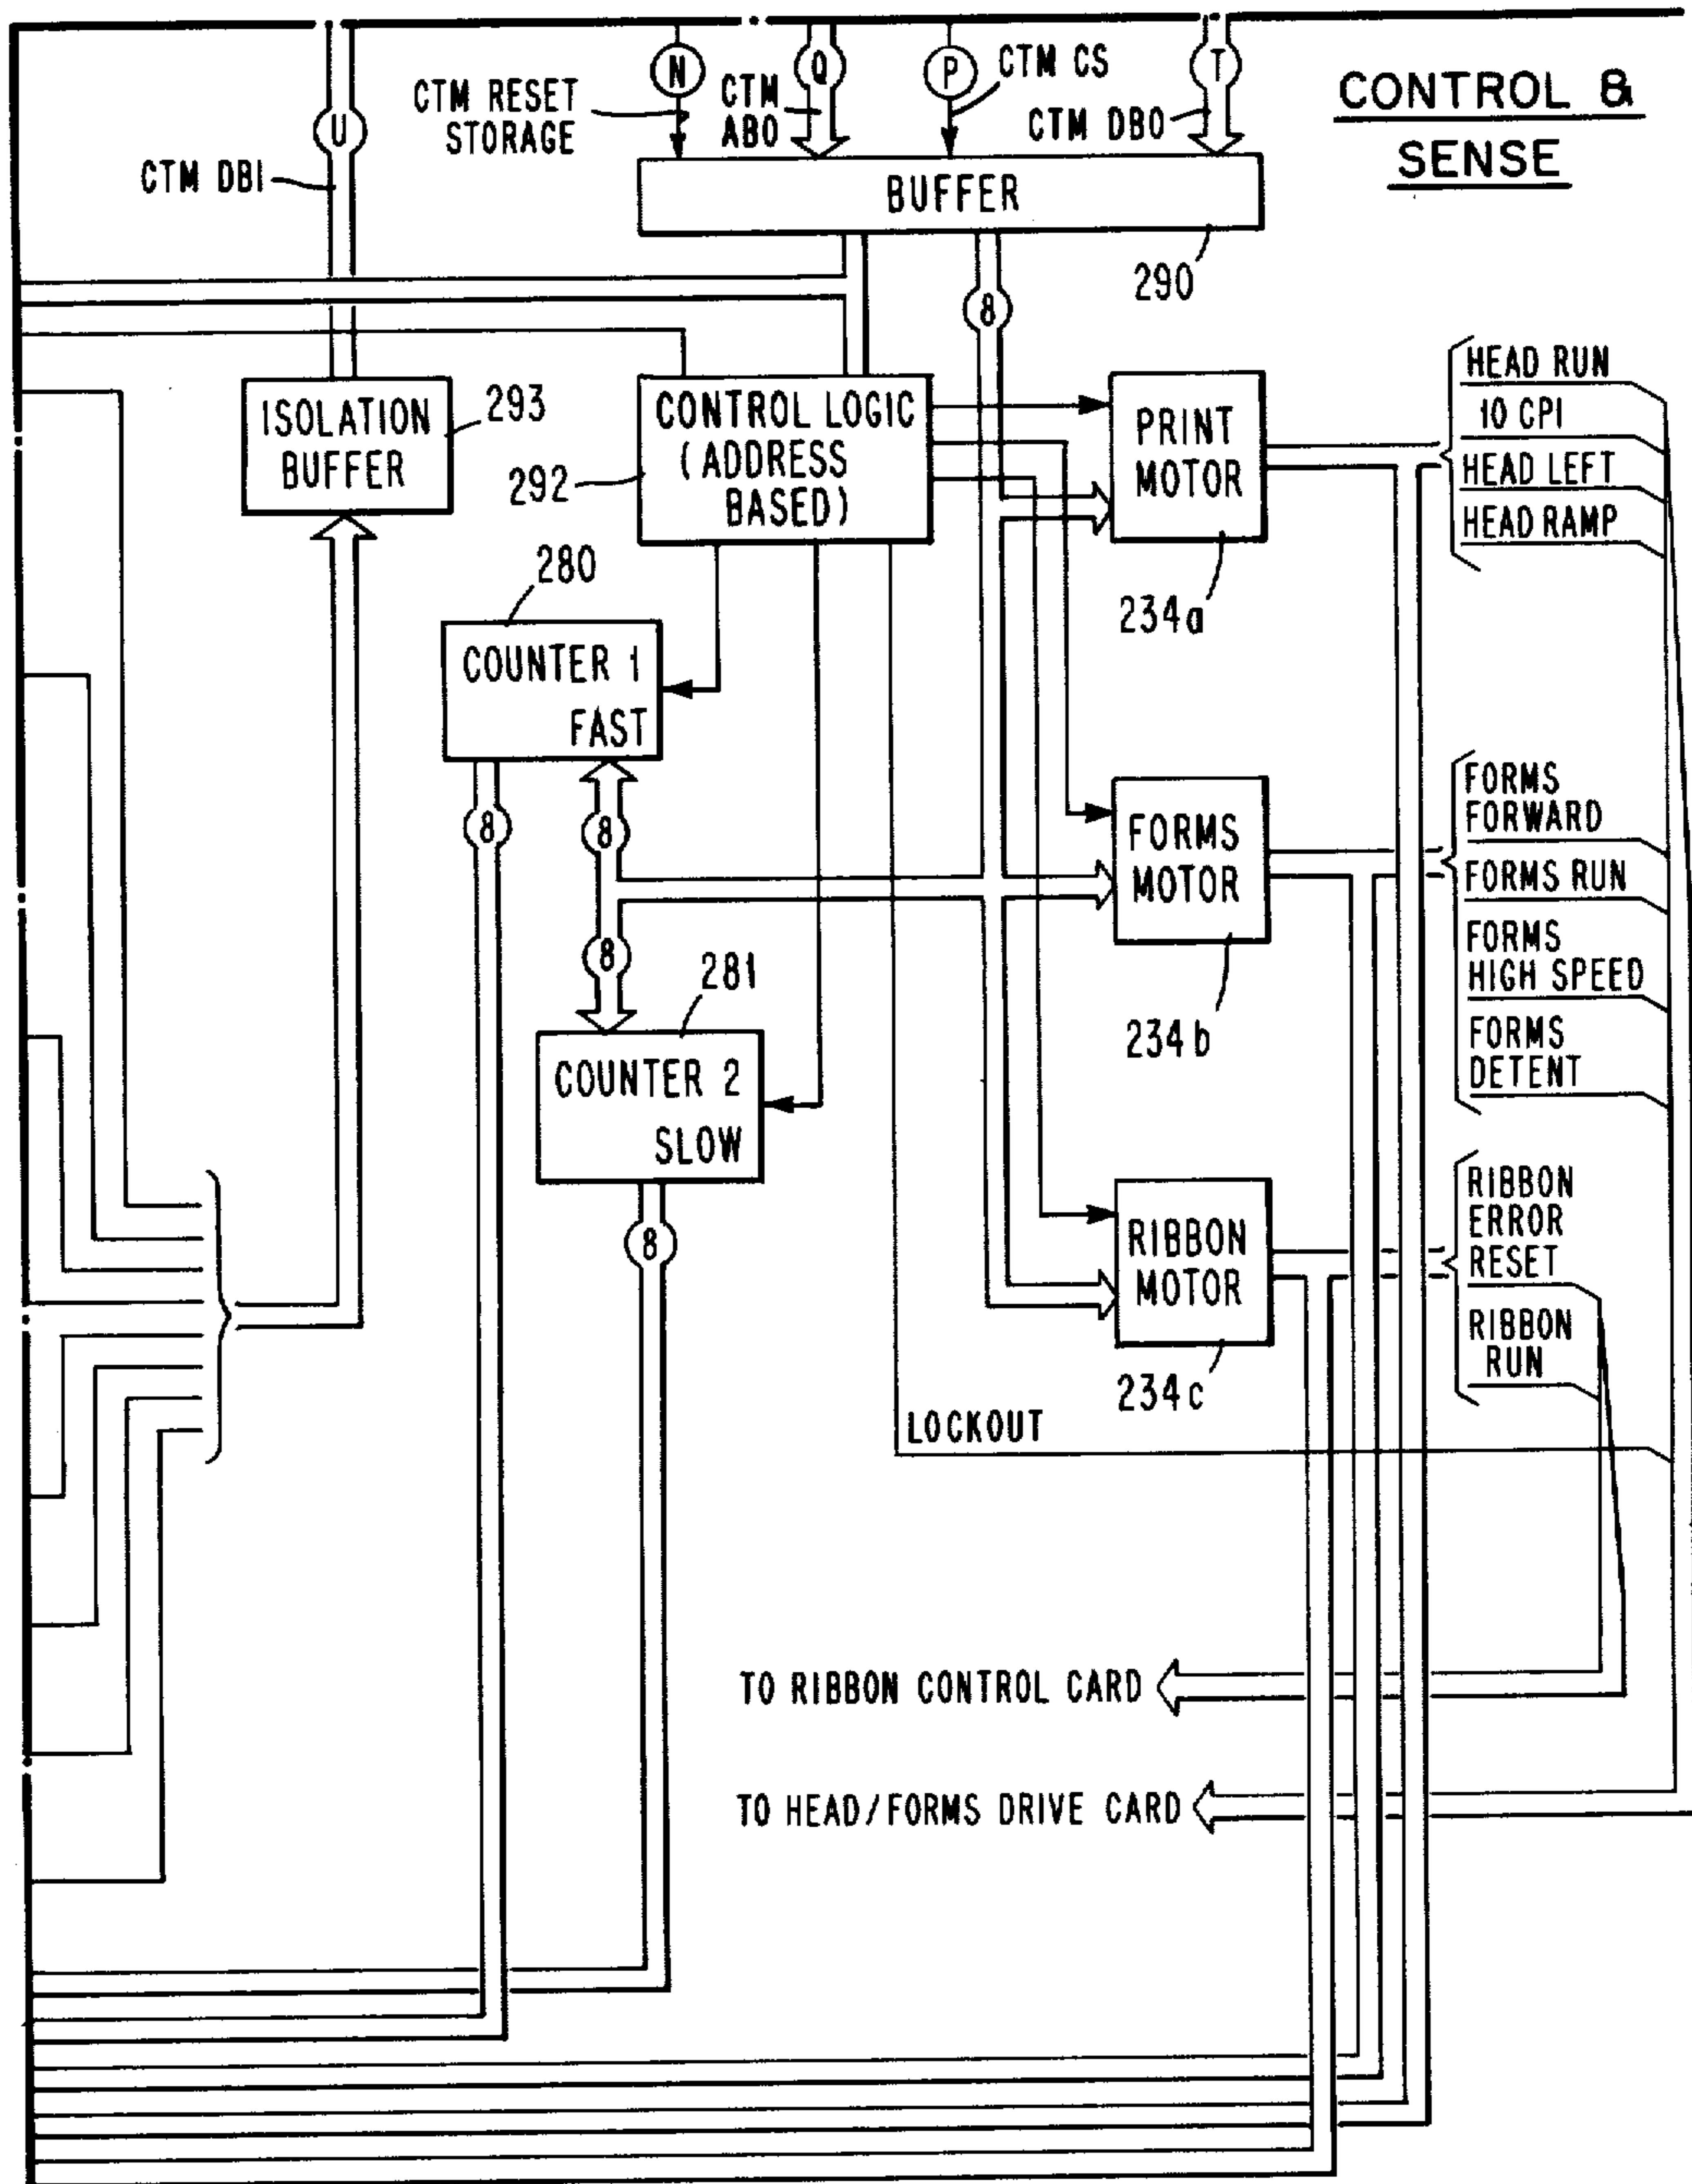 CONTROL &
SENSE
N
Q
P
T
U
CTM RESET
STORAGE
CTM
ABO
CTM CS
CTM DBO
CTM DBI
BUFFER
290
8
ISOLATION
BUFFER
293
CONTROL LOGIC
(ADDRESS
BASED)
292
PRINT
MOTOR
234a
HEAD RUN
10 CPI
HEAD LEFT
HEAD RAMP
280
COUNTER 1
FAST
8
8
8
FORMS
MOTOR
234b
FORMS
FORWARD
FORMS RUN
FORMS
HIGH SPEED
FORMS
DETENT
281
COUNTER 2
SLOW
8
RIBBON
MOTOR
234c
RIBBON
ERROR
RESET
RIBBON
RUN
LOCKOUT
TO RIBBON CONTROL CARD
TO HEAD/FORMS DRIVE CARD